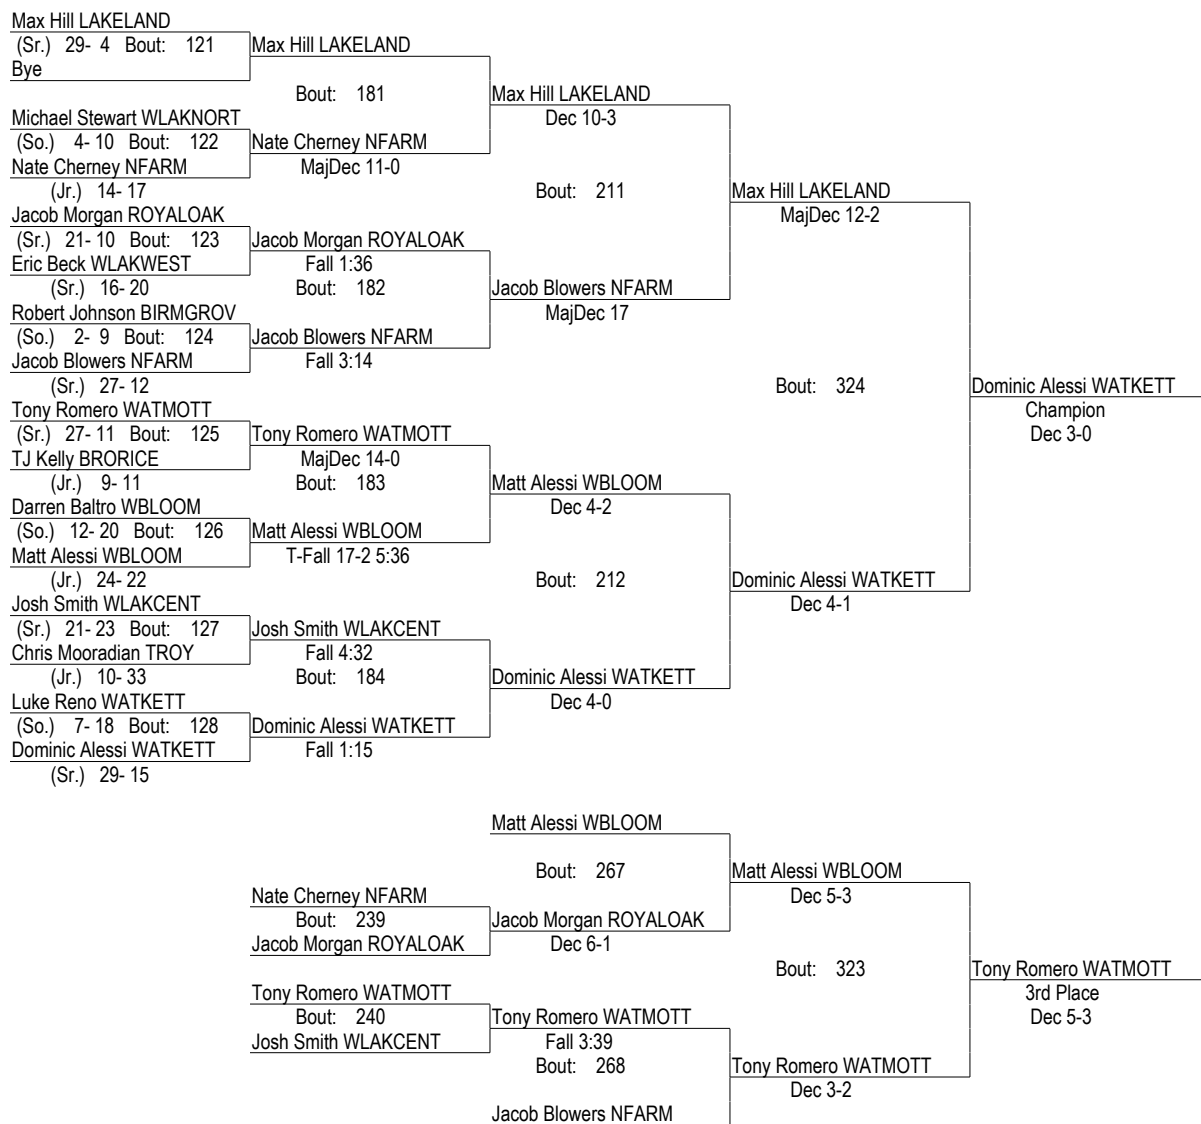 Max Hill LAKELAND
(Sr.) 29- 4 Bout: 121 Max Hill LAKELAND
Bye
Bout: 181 Max Hill LAKELAND
Michael Stewart WLAKNORT Dec 10-3
(So.) 4- 10 Bout: 122 Nate Cherney NFARM
Nate Cherney NFARM MajDec 11-0
(Jr.) 14- 17 Bout: 211 Max Hill LAKELAND
Jacob Morgan ROYALOAK MajDec 12-2
(Sr.) 21- 10 Bout: 123 Jacob Morgan ROYALOAK
Eric Beck WLAKWEST Fall 1:36
(Sr.) 16- 20 Bout: 182 Jacob Blowers NFARM
Robert Johnson BIRMGROV MajDec 17
(So.) 2- 9 Bout: 124 Jacob Blowers NFARM
Jacob Blowers NFARM Fall 3:14
(Sr.) 27- 12 Bout: 324 Dominic Alessi WATKETT
Tony Romero WATMOTT Champion
(Sr.) 27- 11 Bout: 125 Tony Romero WATMOTT Dec 3-0
TJ Kelly BRORICE MajDec 14-0
(Jr.) 9- 11 Bout: 183 Matt Alessi WBLOOM
Darren Baltro WBLOOM Dec 4-2
(So.) 12- 20 Bout: 126 Matt Alessi WBLOOM
Matt Alessi WBLOOM T-Fall 17-2 5:36
(Jr.) 24- 22 Bout: 212 Dominic Alessi WATKETT
Josh Smith WLAKCENT Dec 4-1
(Sr.) 21- 23 Bout: 127 Josh Smith WLAKCENT
Chris Mooradian TROY Fall 4:32
(Jr.) 10- 33 Bout: 184 Dominic Alessi WATKETT
Luke Reno WATKETT Dec 4-0
(So.) 7- 18 Bout: 128 Dominic Alessi WATKETT
Dominic Alessi WATKETT Fall 1:15
(Sr.) 29- 15
Matt Alessi WBLOOM
Bout: 267 Matt Alessi WBLOOM
Nate Cherney NFARM Dec 5-3
Bout: 239 Jacob Morgan ROYALOAK
Jacob Morgan ROYALOAK Dec 6-1
Bout: 323 Tony Romero WATMOTT
Tony Romero WATMOTT 3rd Place
Bout: 240 Tony Romero WATMOTT Dec 5-3
Josh Smith WLAKCENT Fall 3:39
Bout: 268 Tony Romero WATMOTT
Dec 3-2
Jacob Blowers NFARM